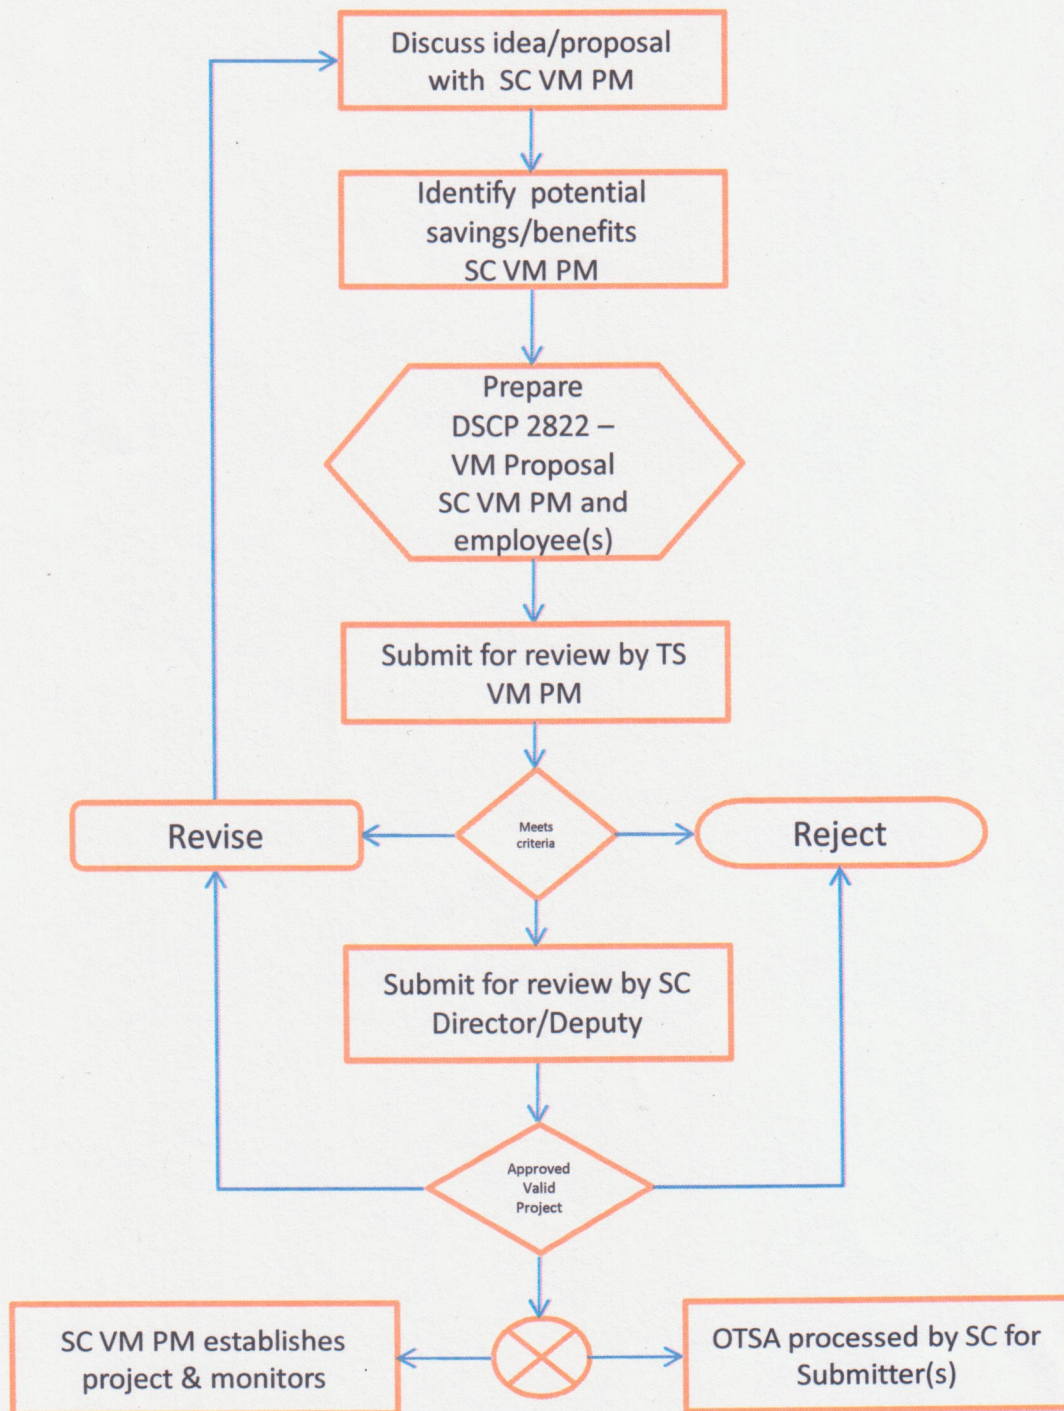 Discuss idea/proposal
with SC VM PM
Identify potential
savings/benefits
SC VM PM
Prepare
DSCP 2822 –
VM Proposal
SC VM PM and
employee(s)
Submit for review by TS
VM PM
Meets
criteria
Revise
Reject
Submit for review by SC
Director/Deputy
Approved
Valid
Project
SC VM PM establishes
project & monitors
OTSA processed by SC for
Submitter(s)